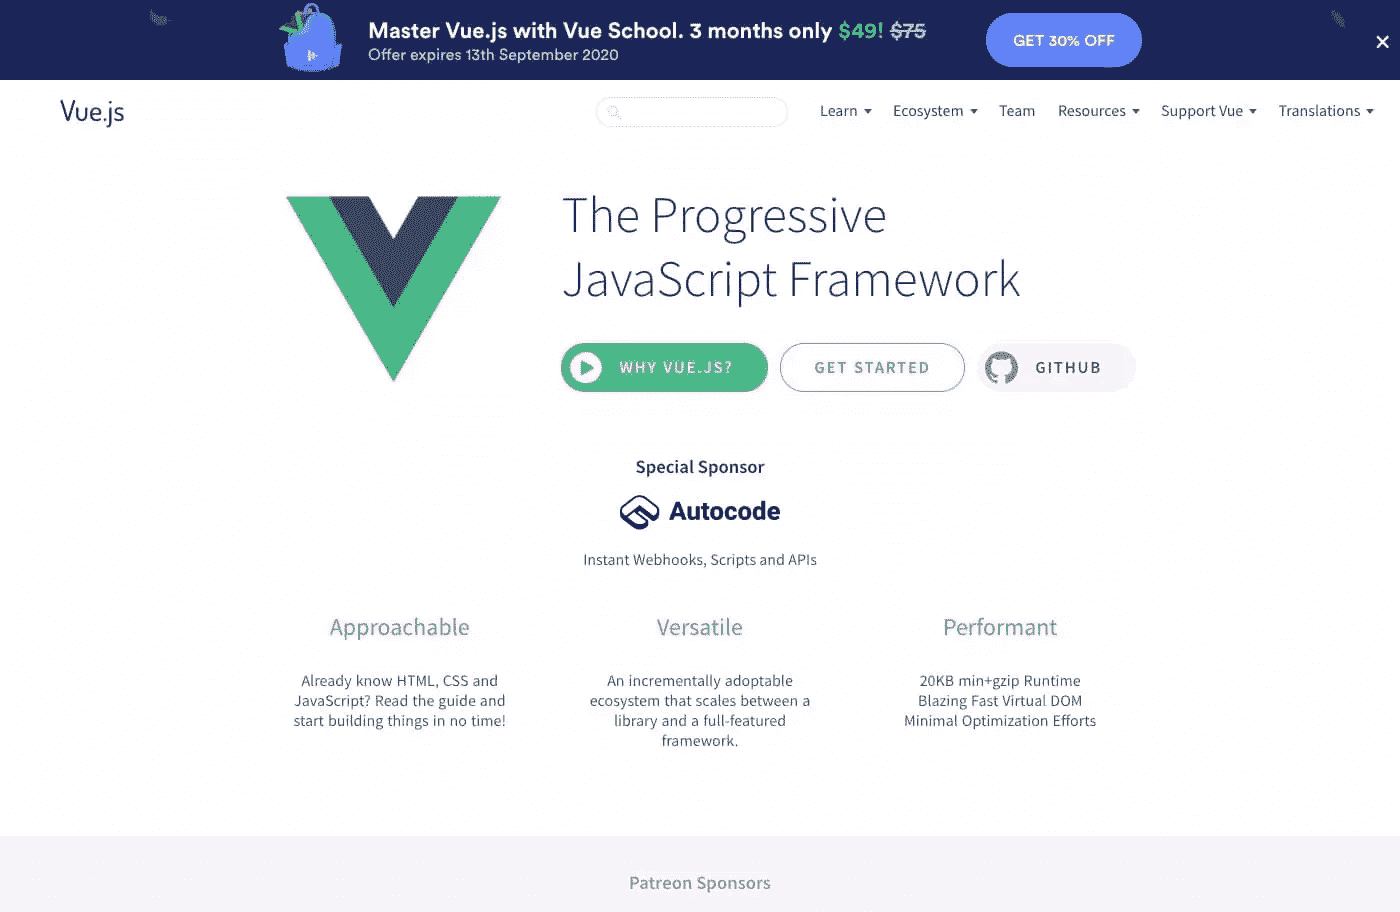 Master Vue.js with Vue School. 3 months only $49! $75
Offer expires 13th September 2020
GET 30% OFF
Vue.js
Learn Ecosystem Team Resources Support Vue Translations
The Progressive
JavaScript Framework
WHY VUE.JS?
GET STARTED
GITHUB
Special Sponsor
Autocode
Instant Webhooks, Scripts and APIs
Approachable
Already know HTML, CSS and
JavaScript? Read the guide and
start building things in no time!
Versatile
An incrementally adoptable
ecosystem that scales between a
library and a full-featured
framework.
Performant
20KB min+gzip Runtime
Blazing Fast Virtual DOM
Minimal Optimization Efforts
Patreon Sponsors